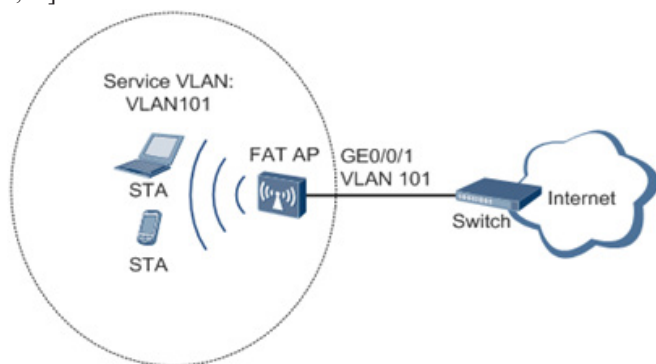 Service VLAN:
VLAN101
STA
STA
FAT AP
GE0/0/1
VLAN 101
Switch
Internet